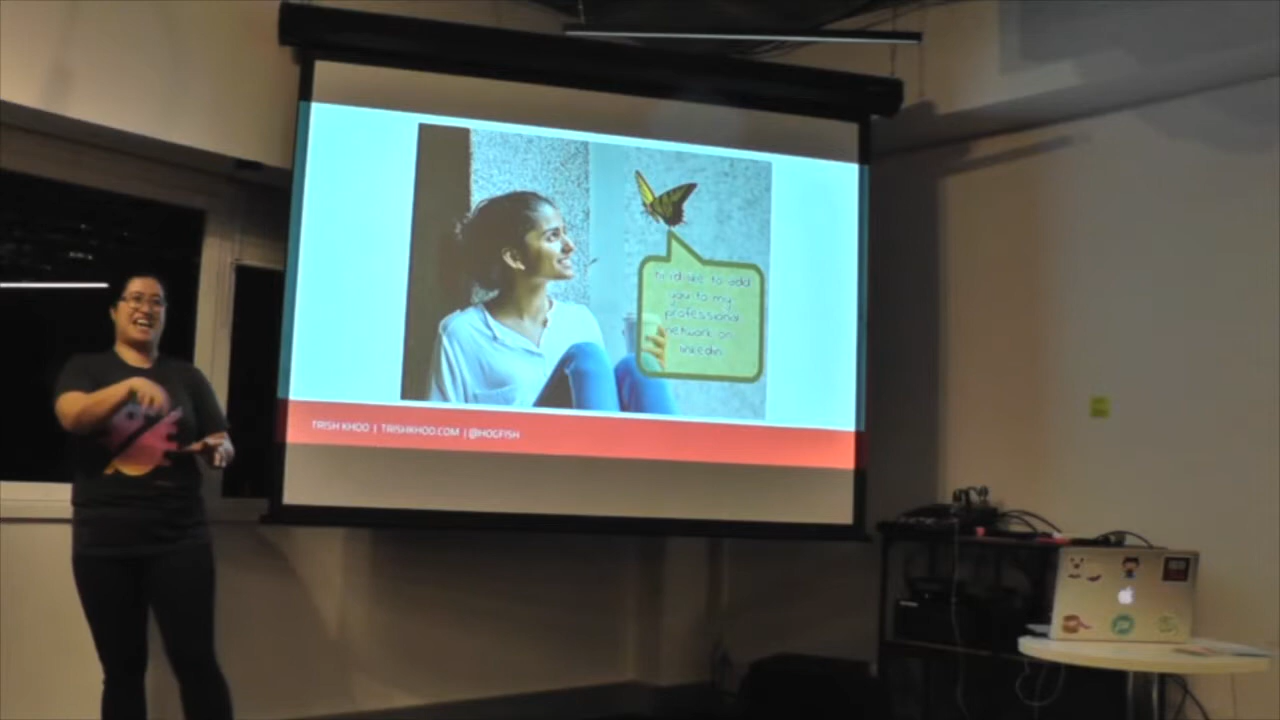 hi i'd like to add
you to my
professional
network on
linkedin
TRISH KHOO | TRISHKHOO.COM | @HOGFISH